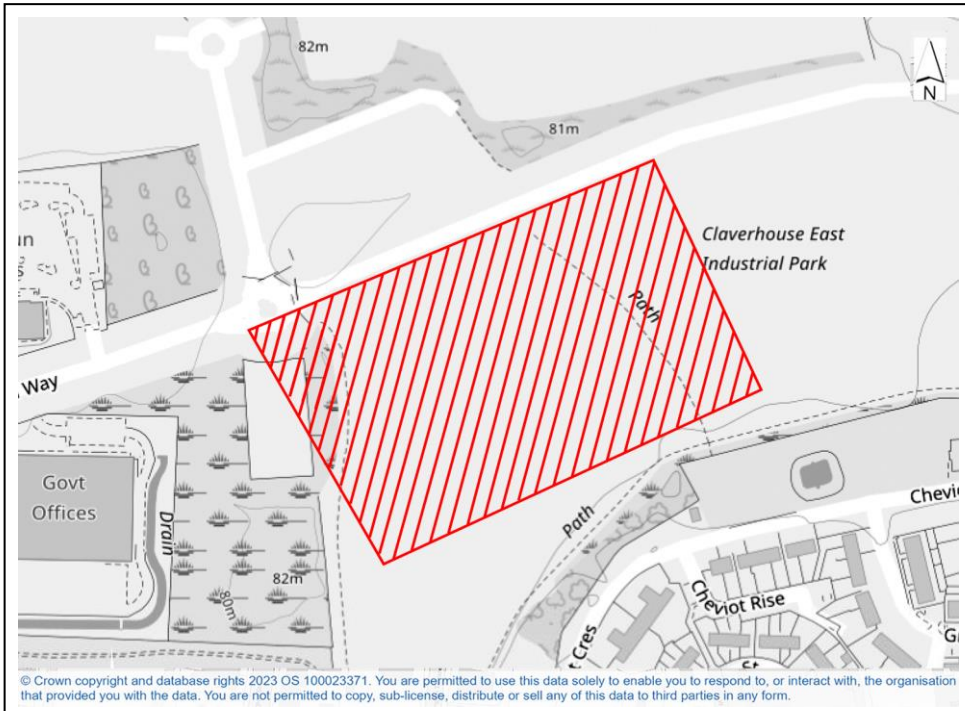 82m
N
81m
Claverhouse East
Industrial Park
Path
Way
Govt
Offices
Drain
Path
Cheviot Rise
82m
80m
© Crown copyright and database rights 2023 OS 100023371. You are permitted to use this data solely to enable you to respond to, or interact with, the organisation
that provided you with the data. You are not permitted to copy, sub-license, distribute or sell any of this data to third parties in any form.